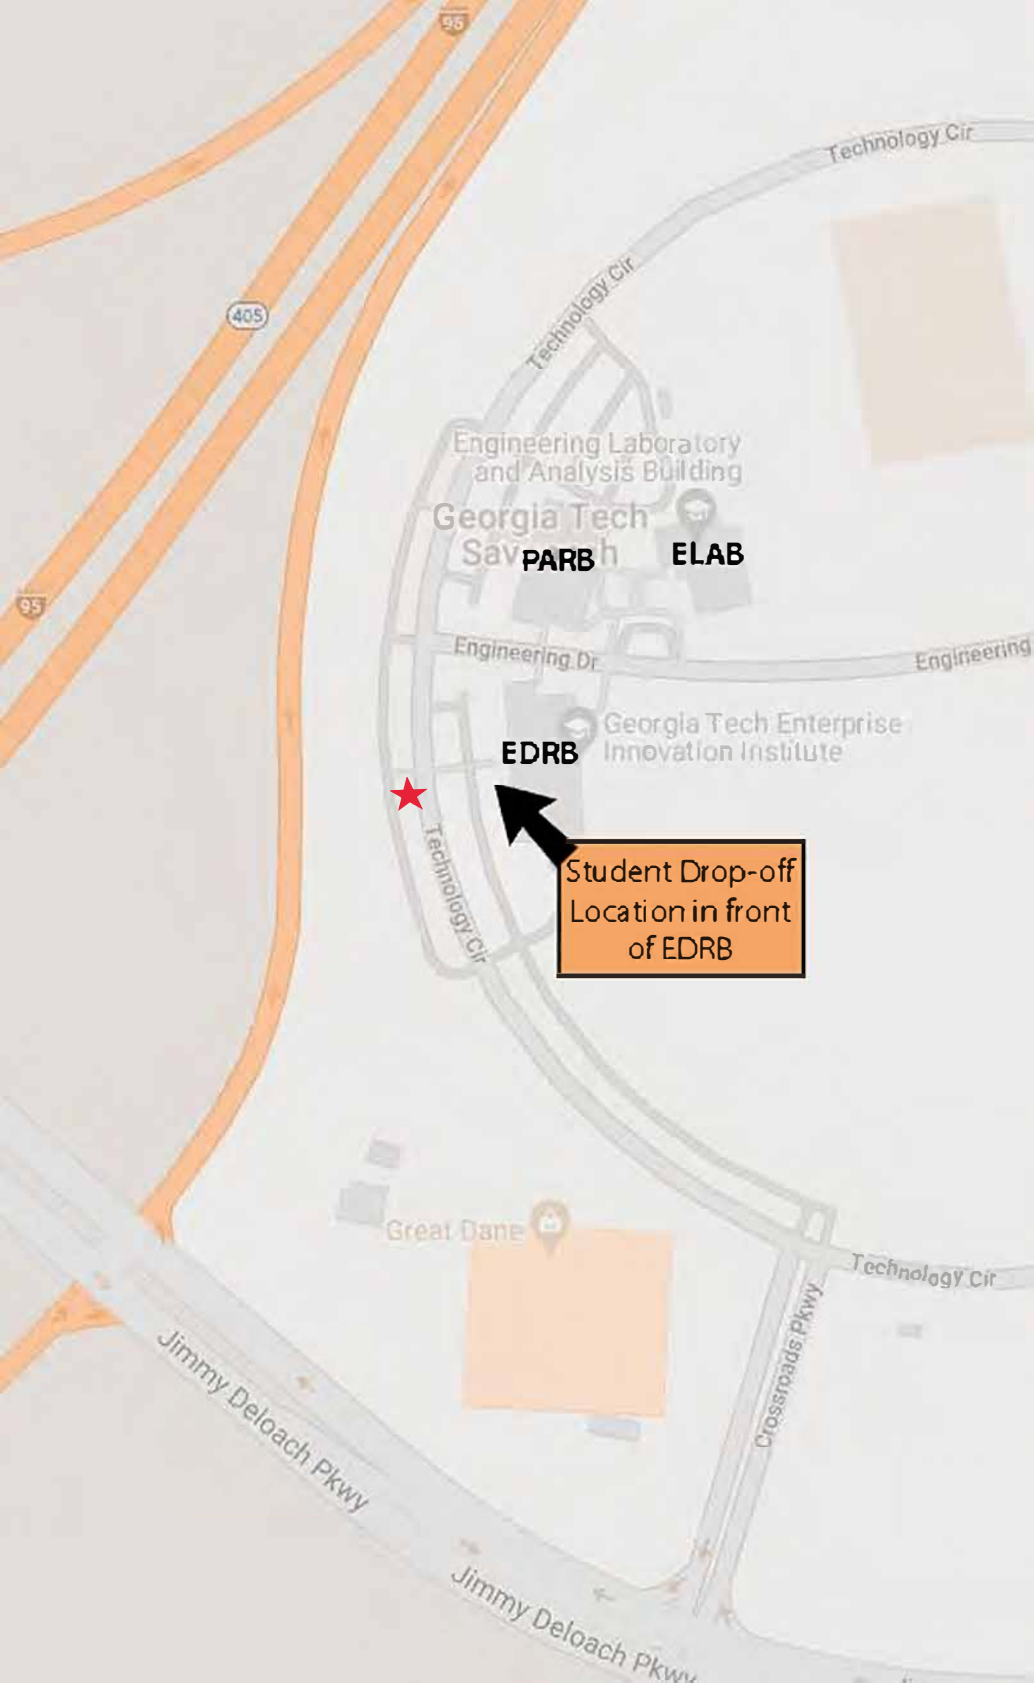 95
Technology Cir
Technology Cir
405
Engineering Laboratory
and Analysis Building
Georgia Tech
PARB
ELAB
95
Engineering Dr
Engineering
Georgia Tech Enterprise
Innovation Institute
EDRB
Technology Cir
Student Drop-off
Location in front
of EDRB
Great Dane
Technology Cir
Crossroads Pkwy
Jimmy Deloach Pkwy
Jimmy Deloach Pkwy